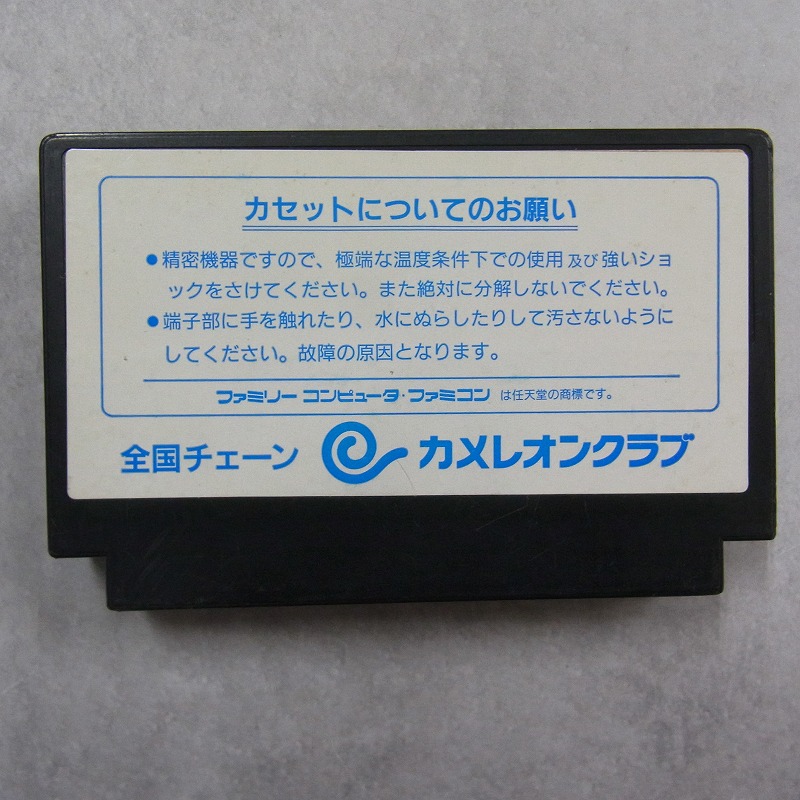 カセットについてのお願い
●精密機器ですので、極端な温度条件下での使用及び強いショ
ックをさけてください。また絶対に分解しないでください。
●端子部に手を触れたり、水にぬらしたりして汚さないように
してください。故障の原因となります。
ファミリーコンピュータ・ファミコン は任天堂の商標です。
全国チェーン カメレオンクラブ